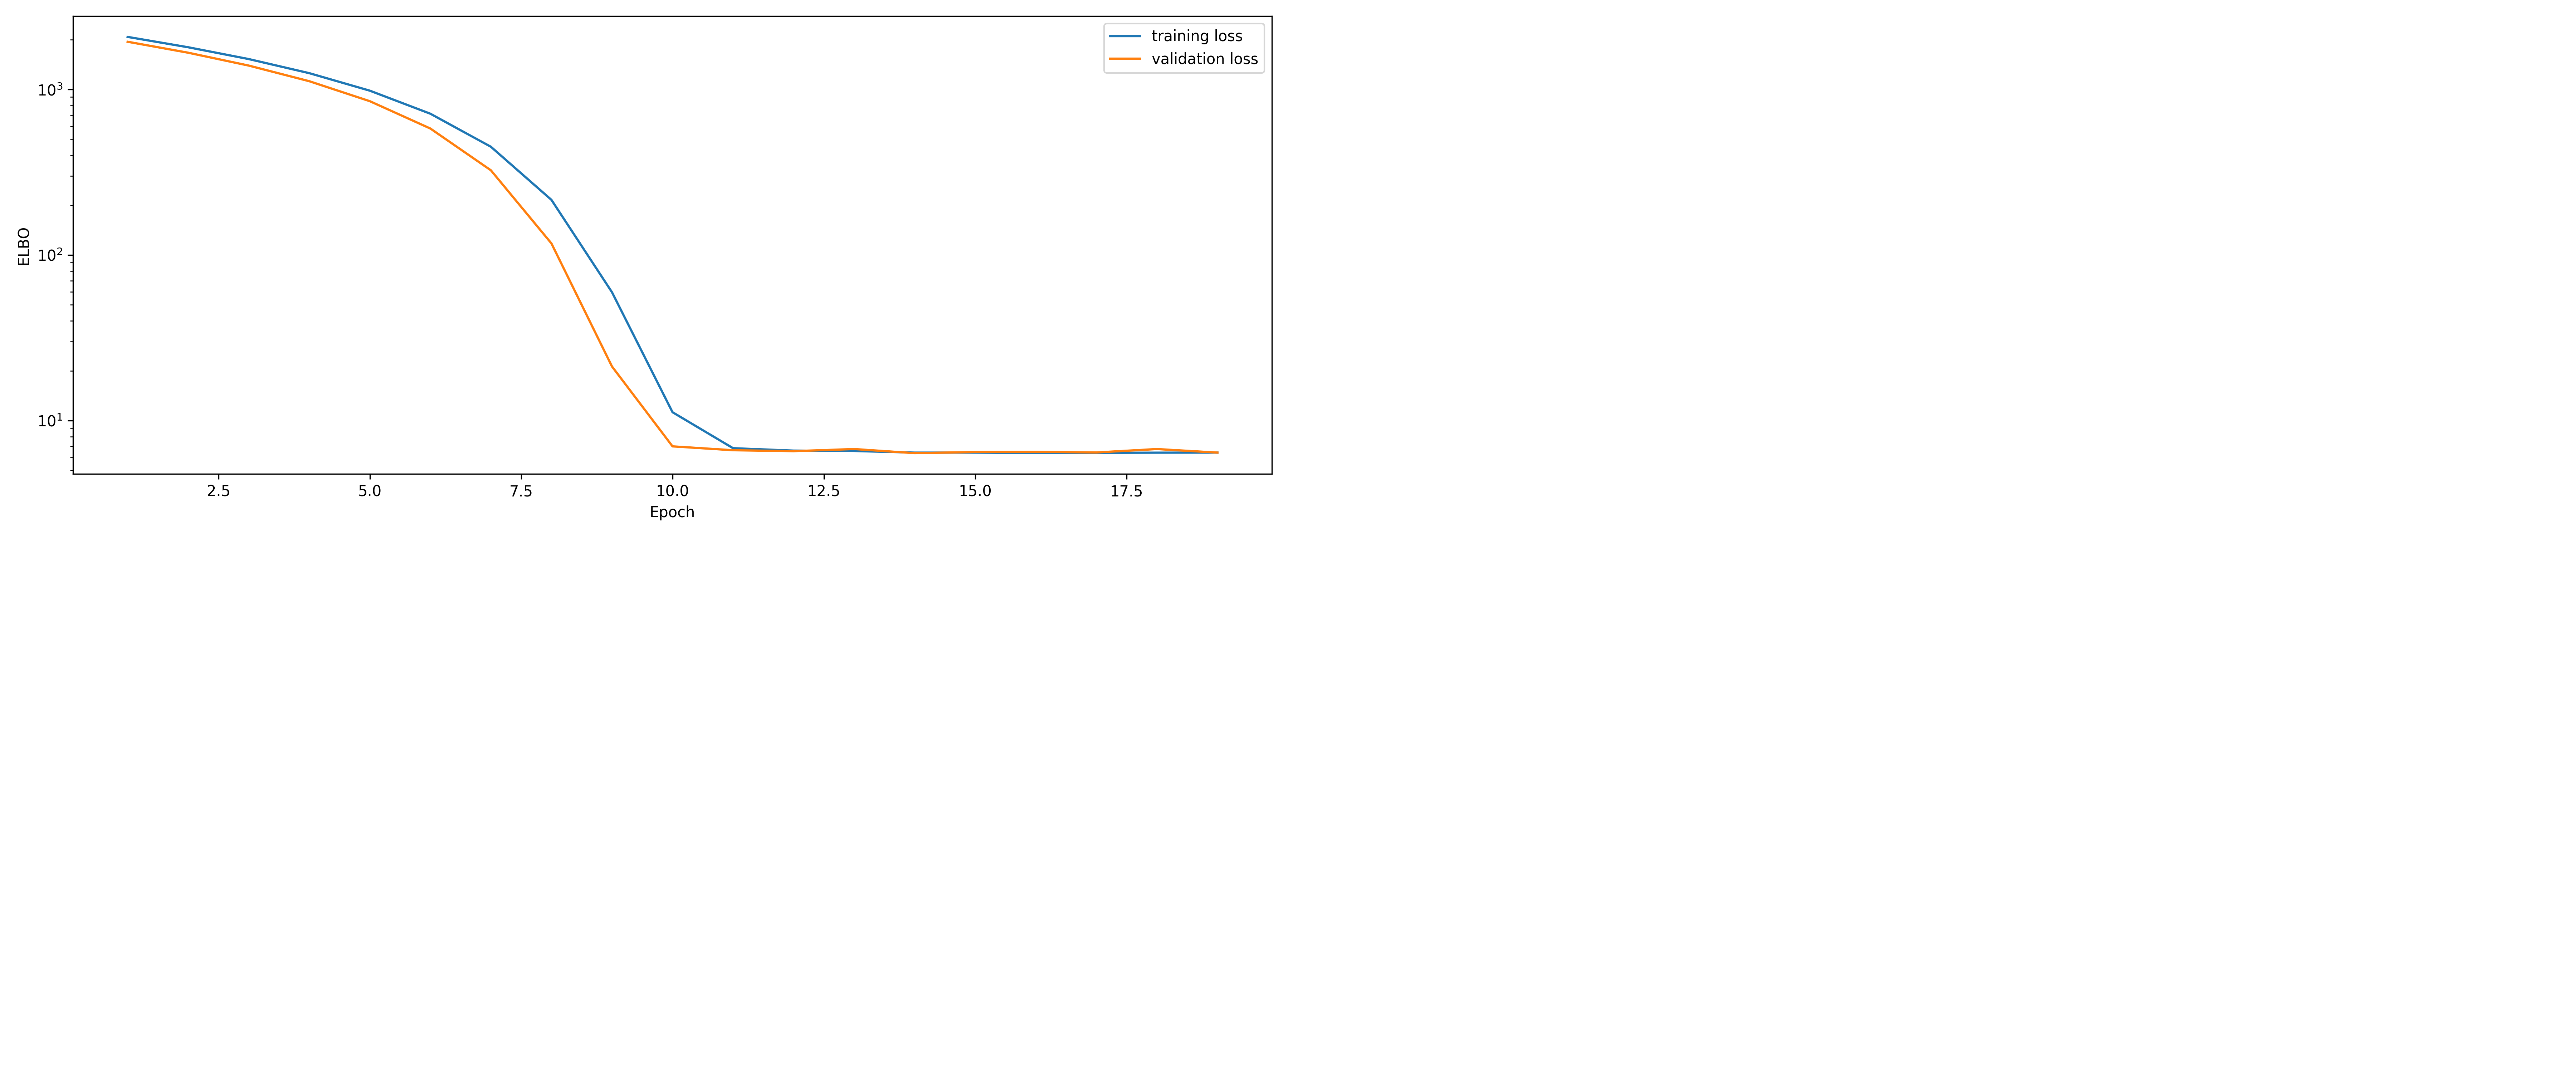 training loss
validation loss
10³
10²
10¹
ELBO
2.5 5.0 7.5 10.0 12.5 15.0 17.5
Epoch